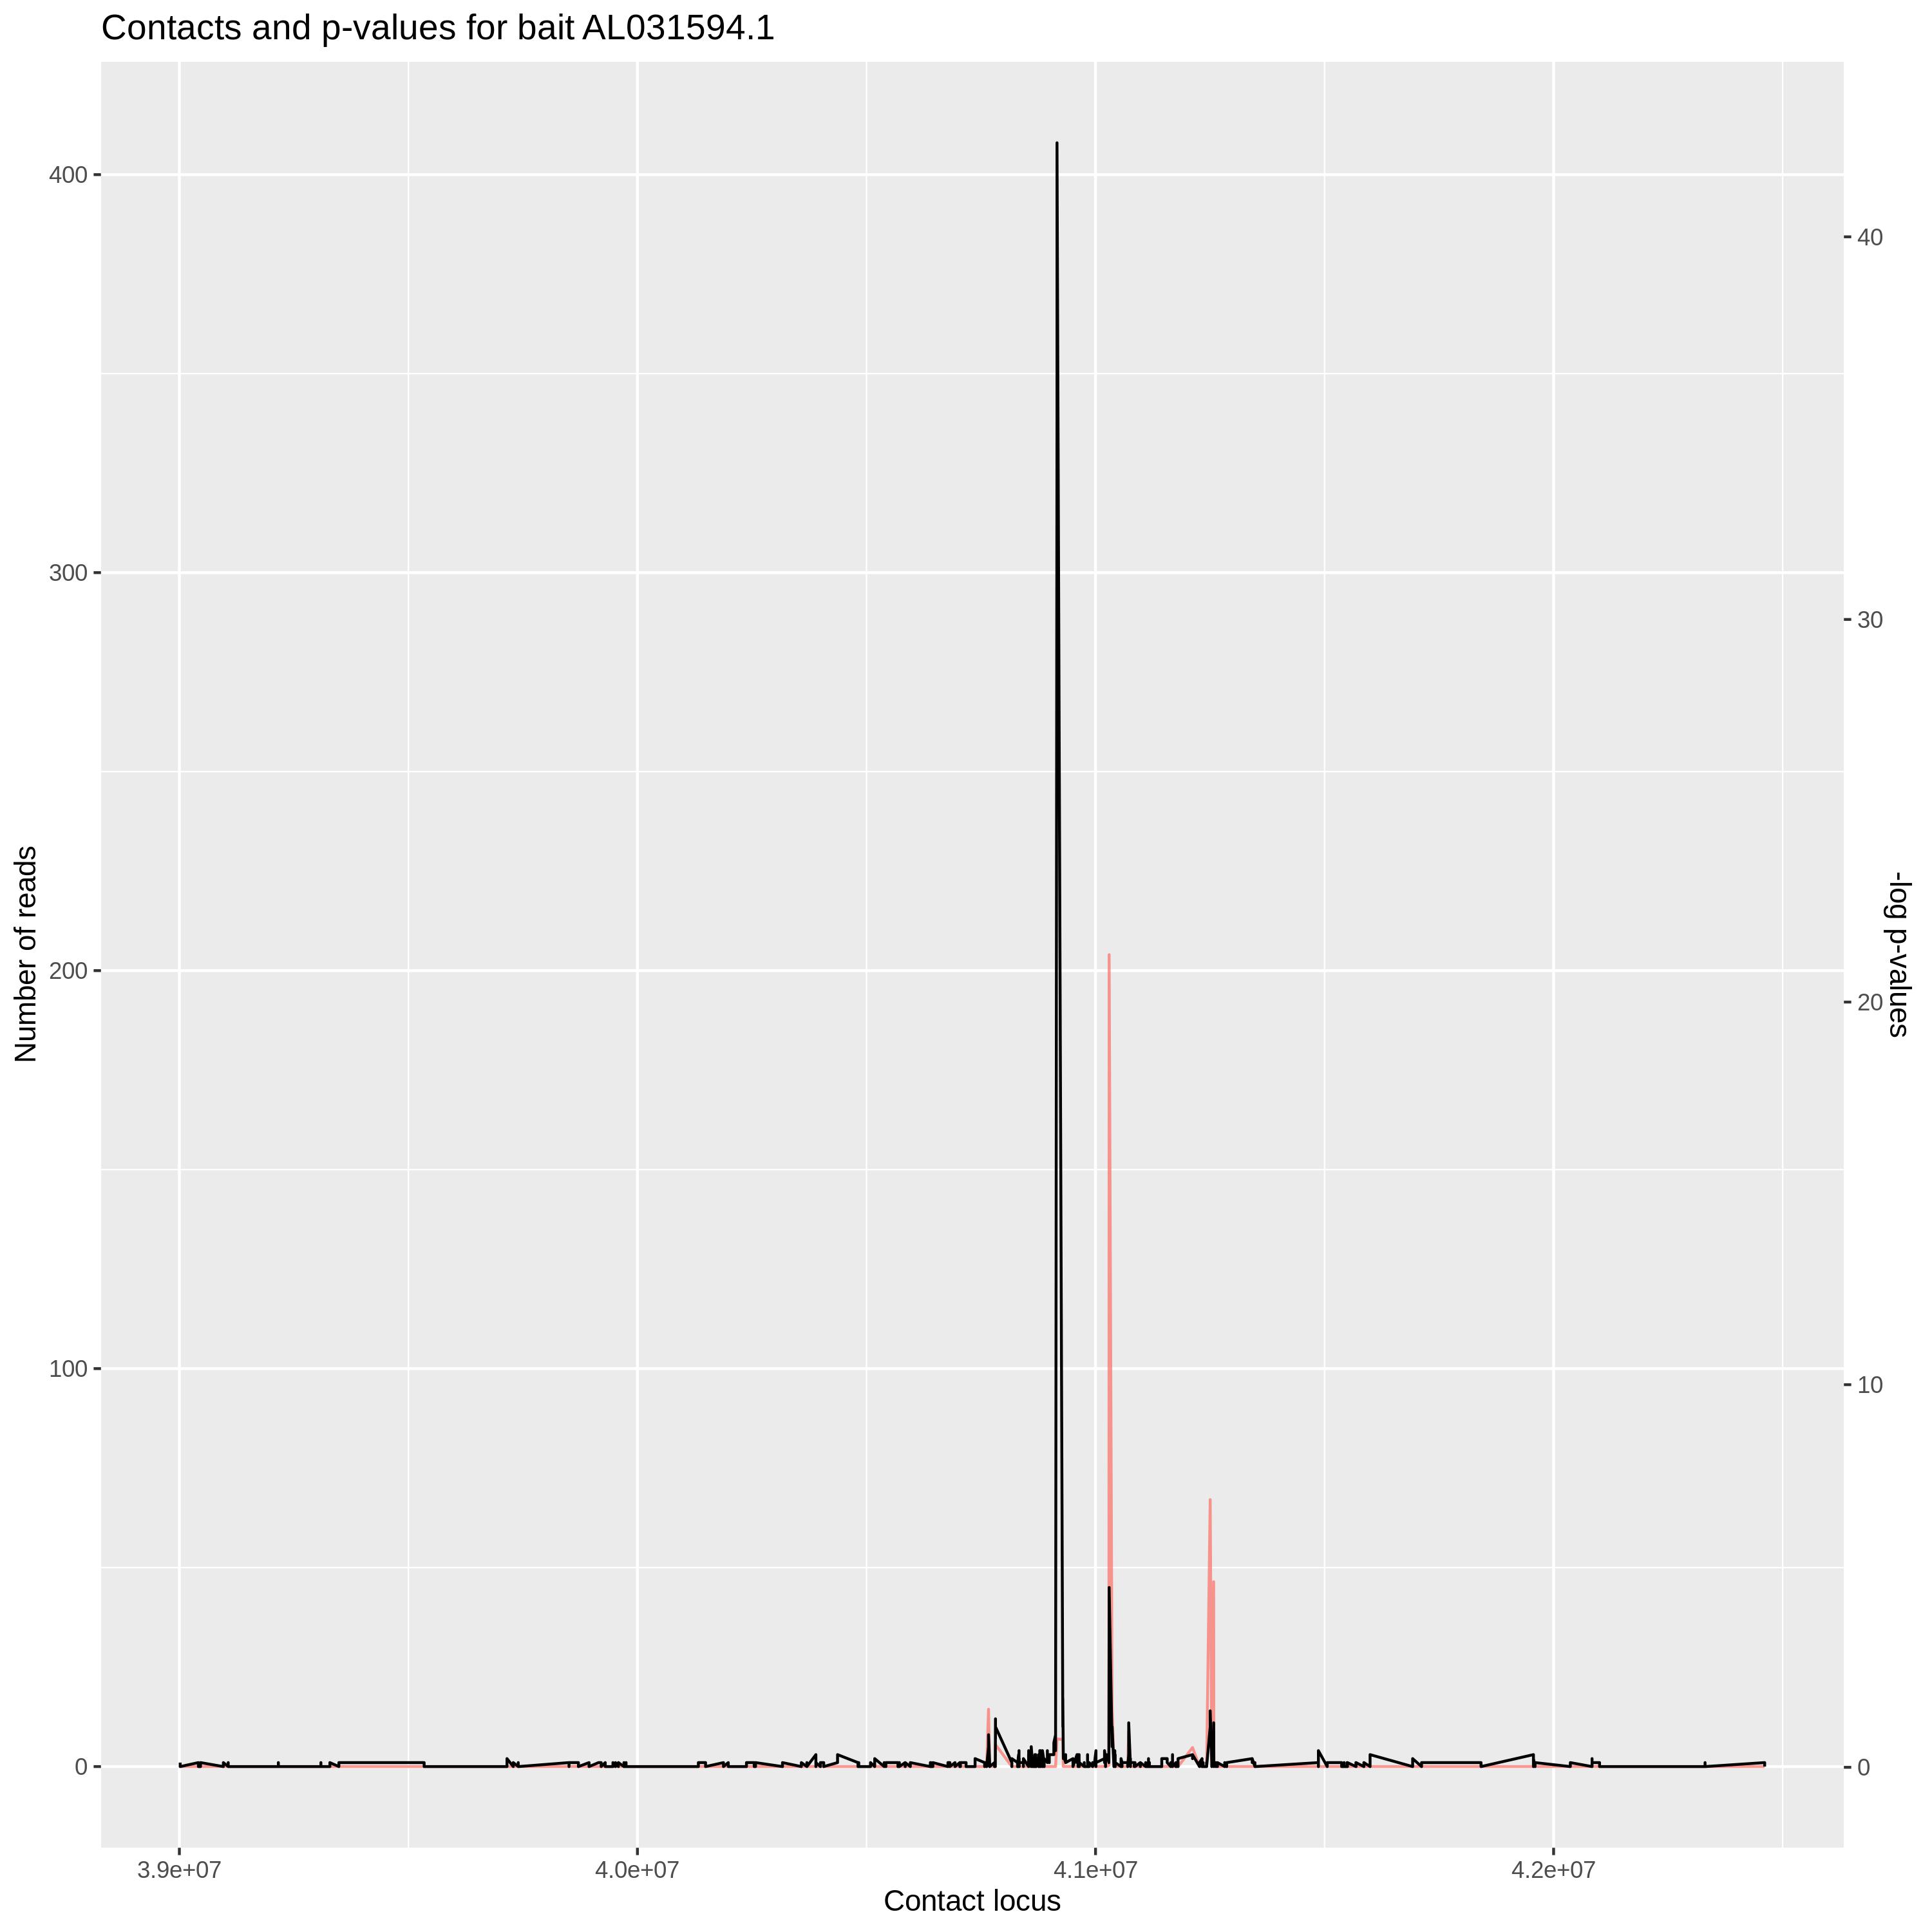 Contacts and p-values for bait AL031594.1
400
300
200
100
0
Number of reads
40
30
20
10
0
-log p-values
3.9e+07 4.0e+07 4.1e+07 4.2e+07
Contact locus